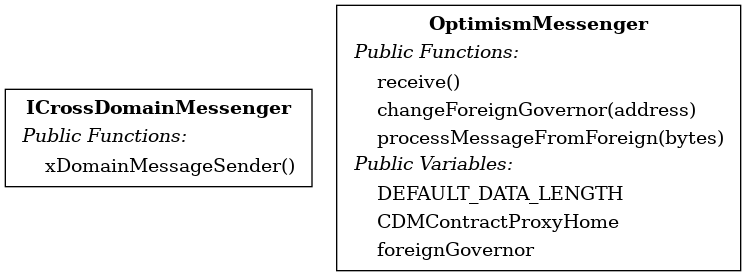 ICrossDomainMessenger
Public Functions:
xDomainMessageSender()
OptimismMessenger
Public Functions:
receive()
changeForeignGovernor(address)
processMessageFromForeign(bytes)
Public Variables:
DEFAULT_DATA_LENGTH
CDMContractProxyHome
foreignGovernor